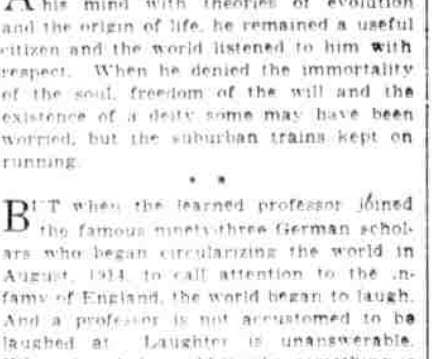 A his mind with theories of evolution
and the origin of life, he remained a useful
citizen and the world listened to him with
respect. When he denied the immortality
of the soul, freedom of the will and the
existence of a deity some may have been
worried, but the suburban trains kept on
running.
* *
BUT when the learned professor joined
the famous ninety-three German schol-
ars who began circularizing the world in
August, 1914, to call attention to the in-
famy of England, the world began to laugh.
And a professor is not accustomed to be
laughed at. Laughter is unanswerable.